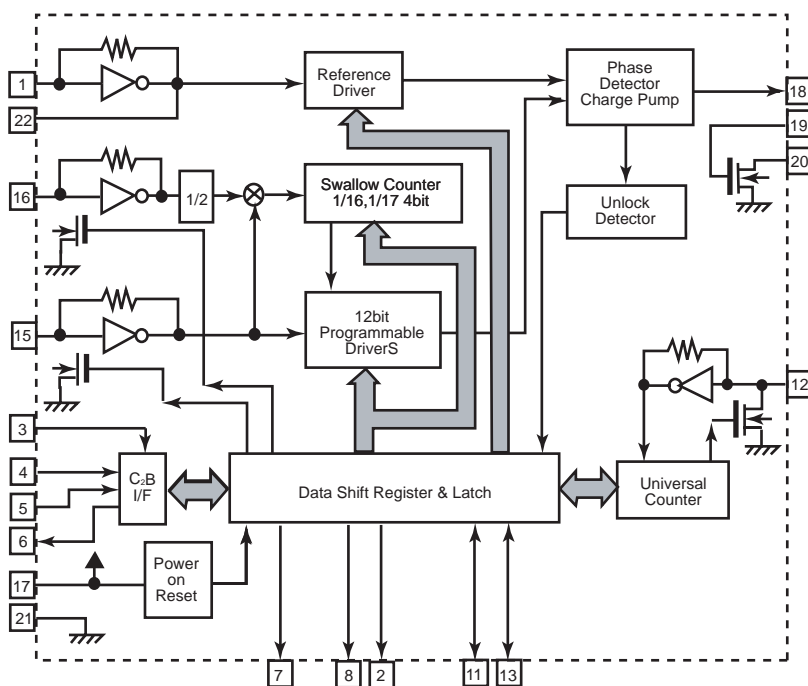 1
Reference
Driver
Phase
Detector
Charge Pump
18
22
19
20
16
1/2
Swallow Counter
1/16,1/17 4bit
Unlock
Detector
15
12bit
Programmable
DriverS
12
3
4
C2B
I/F
Data Shift Register & Latch
Universal
Counter
5
6
17
Power
on
Reset
21
7
8
2
11
13